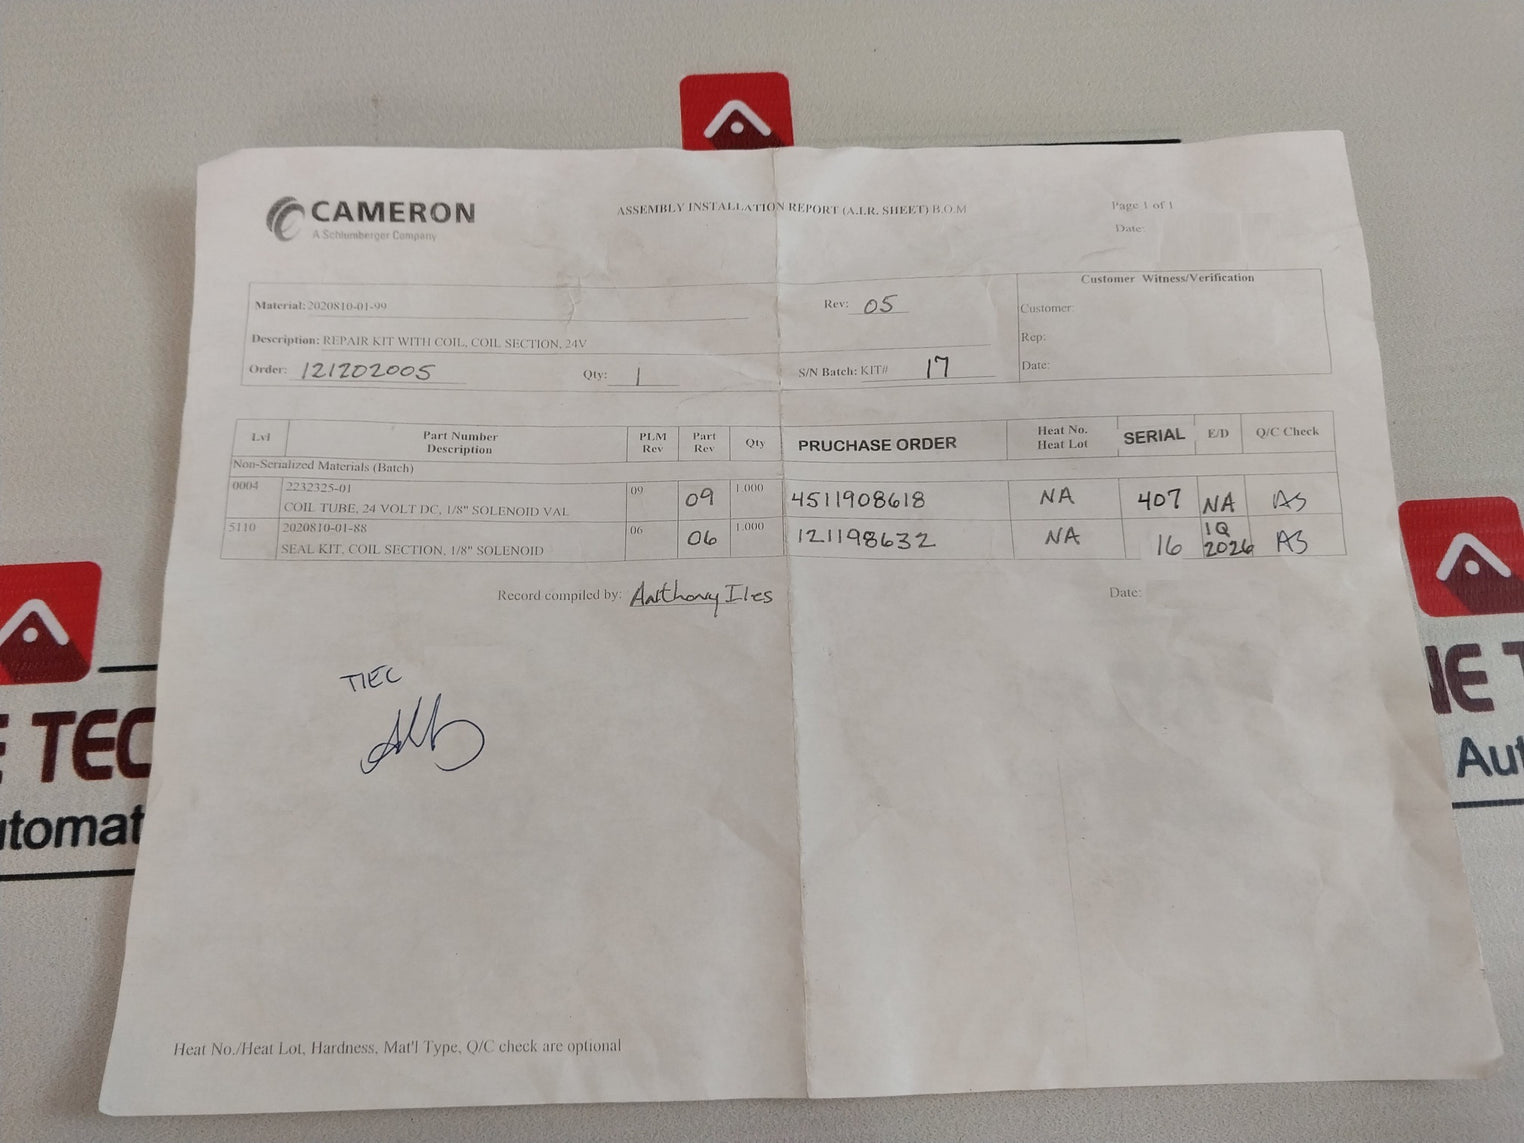 CAMERON
A Schlumberger Company
ASSEMBLY INSTALLATION REPORT (A.I.R. SHEET) B.O.M
Page 1 of 1
Date:
Material: 2020810-01-99
Rev: 05
Description: REPAIR KIT WITH COIL, COIL SECTION, 24V
Order: 121202005
Qty: 1
S/N Batch: KIT# 17
Customer Witness/Verification
Customer:
Rep:
Date:
Lvl
Part Number
Description
PLM
Rev
Part
Rev
Qty
PRUCHASE ORDER
Heat No.
Heat Lot
SERIAL
E/D
Q/C Check
Non-Serialized Materials (Batch)
0004
2232325-01
COIL TUBE, 24 VOLT DC, 1/8" SOLENOID VAL
09
09
1.000
4511908618
NA
407
NA
AS
5110
2020810-01-88
SEAL KIT, COIL SECTION, 1/8" SOLENOID
06
06
1.000
121198632
NA
16
1Q
2026
AS
Record compiled by: Anthony Iles
Date:
TIEC
Heat No./Heat Lot, Hardness, Mat'l Type, Q/C check are optional
E TEC
utomat
NE T
Aut